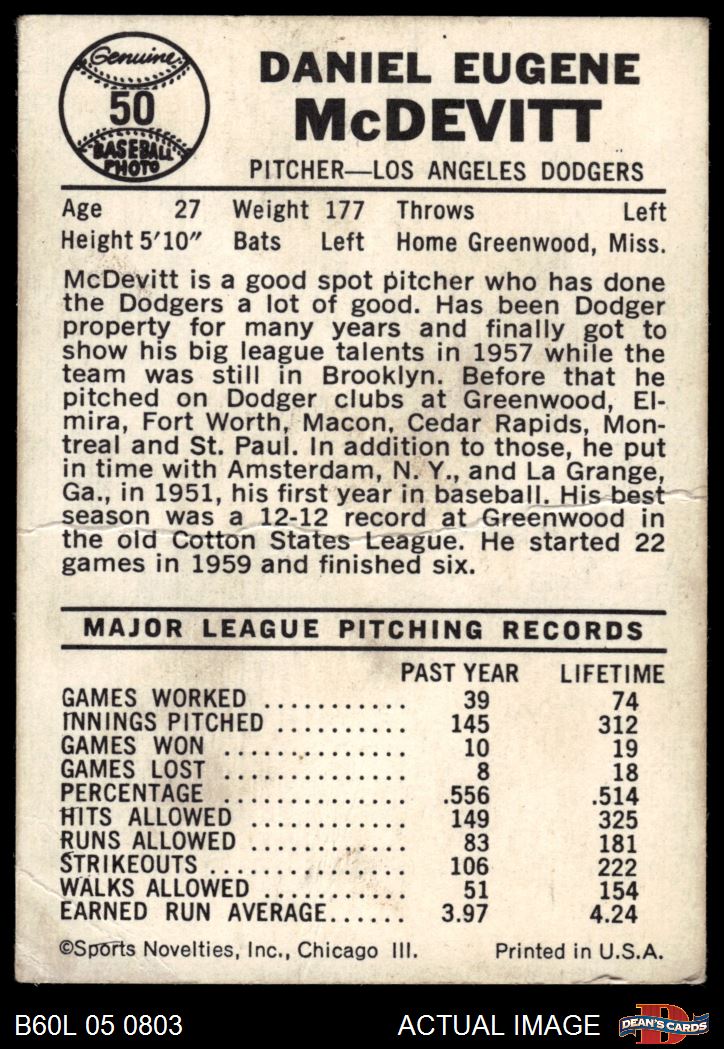 Genuine
50
BASEBALL
PHOTO
DANIEL EUGENE
McDEVITT
PITCHER—LOS ANGELES DODGERS
Age 27 Weight 177 Throws Left
Height 5'10" Bats Left Home Greenwood, Miss.
McDevitt is a good spot pitcher who has done
the Dodgers a lot of good. Has been Dodger
property for many years and finally got to
show his big league talents in 1957 while the
team was still in Brooklyn. Before that he
pitched on Dodger clubs at Greenwood, El-
mira, Fort Worth, Macon, Cedar Rapids, Mon-
treal and St. Paul. In addition to those, he put
in time with Amsterdam, N. Y., and La Grange,
Ga., in 1951, his first year in baseball. His best
season was a 12-12 record at Greenwood in
the old Cotton States League. He started 22
games in 1959 and finished six.
MAJOR LEAGUE PITCHING RECORDS
PAST YEAR LIFETIME
GAMES WORKED ........... 39 74
INNINGS PITCHED .......... 145 312
GAMES WON .............. 10 19
GAMES LOST .............. 8 18
PERCENTAGE .............. .556 .514
HITS ALLOWED ............ 149 325
RUNS ALLOWED ............ 83 181
STRIKEOUTS ............... 106 222
WALKS ALLOWED ........... 51 154
EARNED RUN AVERAGE...... 3.97 4.24
©Sports Novelties, Inc., Chicago Ill. Printed in U.S.A.
B60L 05 0803 ACTUAL IMAGE DEAN'S CARDS